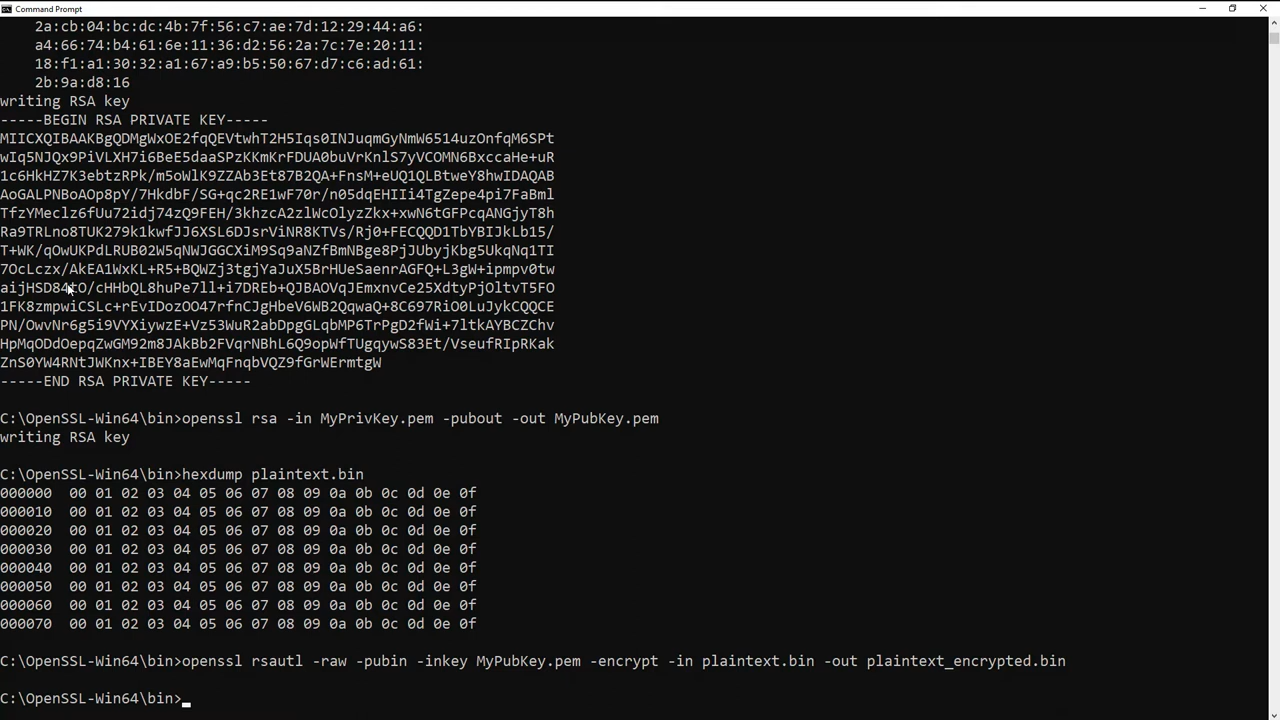 Command Prompt
2a:cb:04:bc:dc:4b:7f:56:c7:ae:7d:12:29:44:a6:
a4:66:74:b4:61:6e:11:36:d2:56:2a:7c:7e:20:11:
18:f1:a1:30:32:a1:67:a9:b5:50:67:d7:c6:ad:61:
2b:9a:d8:16
writing RSA key
-----BEGIN RSA PRIVATE KEY-----
MIICXQIBAAKBgQDMgWxOE2fqQEVtwhT2H5Iqs0INJuqmGyNmW6514uzOnfqM6SPt
wIq5NJQx9PiVLXH7i6BeE5daaSPzKKmKrFDUA0buVrKnlS7yVCOMN6BxccaHe+uR
1c6HkHZ7K3ebtzRPk/m5oWlK9ZZAb3Et87B2QA+FnsM+eUQ1QLBtweY8hwIDAQAB
AoGALPNBoAOp8pY/7HkdbF/SG+qc2RE1wF70r/n05dqEHIIi4TgZepe4pi7FaBml
TfzYMeclz6fUu72idj74zQ9FEH/3khzcA2zlWcOlyzZkx+xwN6tGFPcqANGjyT8h
Ra9TRLno8TUK279k1kwfJJ6XSL6DJsrViNR8KTVs/Rj0+FECQQD1TbYBIJkLb15/
T+WK/qOwUKPdLRUB02W5qNWJGGCXiM9Sq9aNZfBmNBge8PjJUbyjKbg5UkqNq1TI
7OcLczx/AkEA1WxKL+R5+BQWZj3tgjYaJuX5BrHUeSaenrAGFQ+L3gW+ipmpv0tw
aijHSD84tO/cHHbQL8huPe7ll+i7DREb+QJBAOVqJEmxnvCe25XdtyPjOltvT5FO
1FK8zmpwiCSLc+rEvIDozOO47rfnCJgHbeV6WB2QqwaQ+8C697RiO0LuJykCQQCE
PN/OwvNr6g5i9VYXiywzE+Vz53WuR2abDpgGLqbMP6TrPgD2fWi+7ltkAYBCZChv
HpMqODdOepqZwGM92m8JAkBb2FVqrNBhL6Q9opWfTUgqywS83Et/VseufRIpRKak
ZnS0YW4RNtJWKnx+IBEY8aEwMqFnqbVQZ9fGrWErmtgW
-----END RSA PRIVATE KEY-----
C:\OpenSSL-Win64\bin>openssl rsa -in MyPrivKey.pem -pubout -out MyPubKey.pem
writing RSA key
C:\OpenSSL-Win64\bin>hexdump plaintext.bin
000000  00 01 02 03 04 05 06 07 08 09 0a 0b 0c 0d 0e 0f
000010  00 01 02 03 04 05 06 07 08 09 0a 0b 0c 0d 0e 0f
000020  00 01 02 03 04 05 06 07 08 09 0a 0b 0c 0d 0e 0f
000030  00 01 02 03 04 05 06 07 08 09 0a 0b 0c 0d 0e 0f
000040  00 01 02 03 04 05 06 07 08 09 0a 0b 0c 0d 0e 0f
000050  00 01 02 03 04 05 06 07 08 09 0a 0b 0c 0d 0e 0f
000060  00 01 02 03 04 05 06 07 08 09 0a 0b 0c 0d 0e 0f
000070  00 01 02 03 04 05 06 07 08 09 0a 0b 0c 0d 0e 0f
C:\OpenSSL-Win64\bin>openssl rsautl -raw -pubin -inkey MyPubKey.pem -encrypt -in plaintext.bin -out plaintext_encrypted.bin
C:\OpenSSL-Win64\bin>